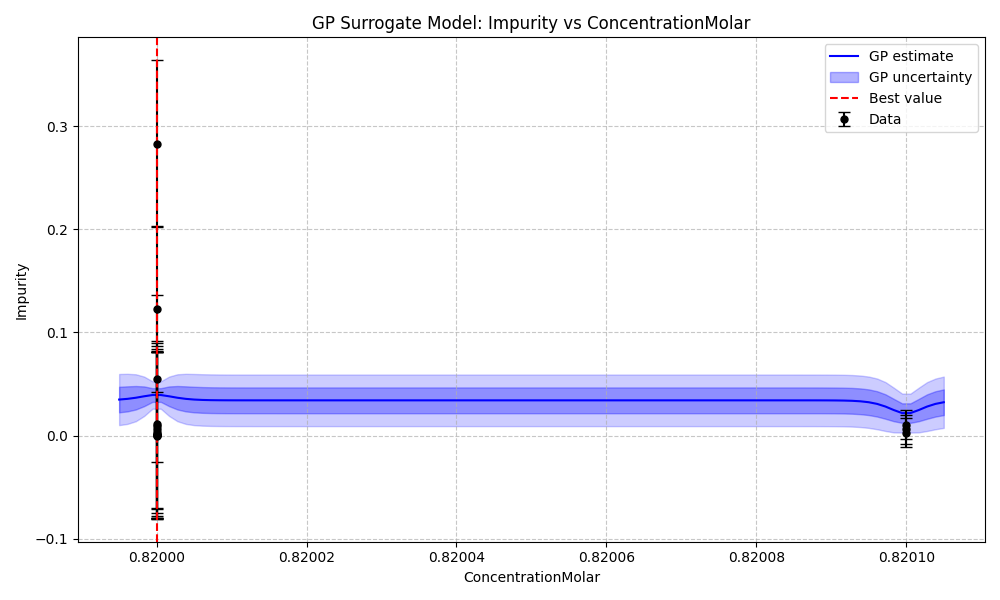 GP Surrogate Model: Impurity vs ConcentrationMolar
GP estimate
GP uncertainty
Best value
Data
Impurity
0.3
0.2
0.1
0.0
−0.1
0.82000
0.82002
0.82004
0.82006
0.82008
0.82010
ConcentrationMolar